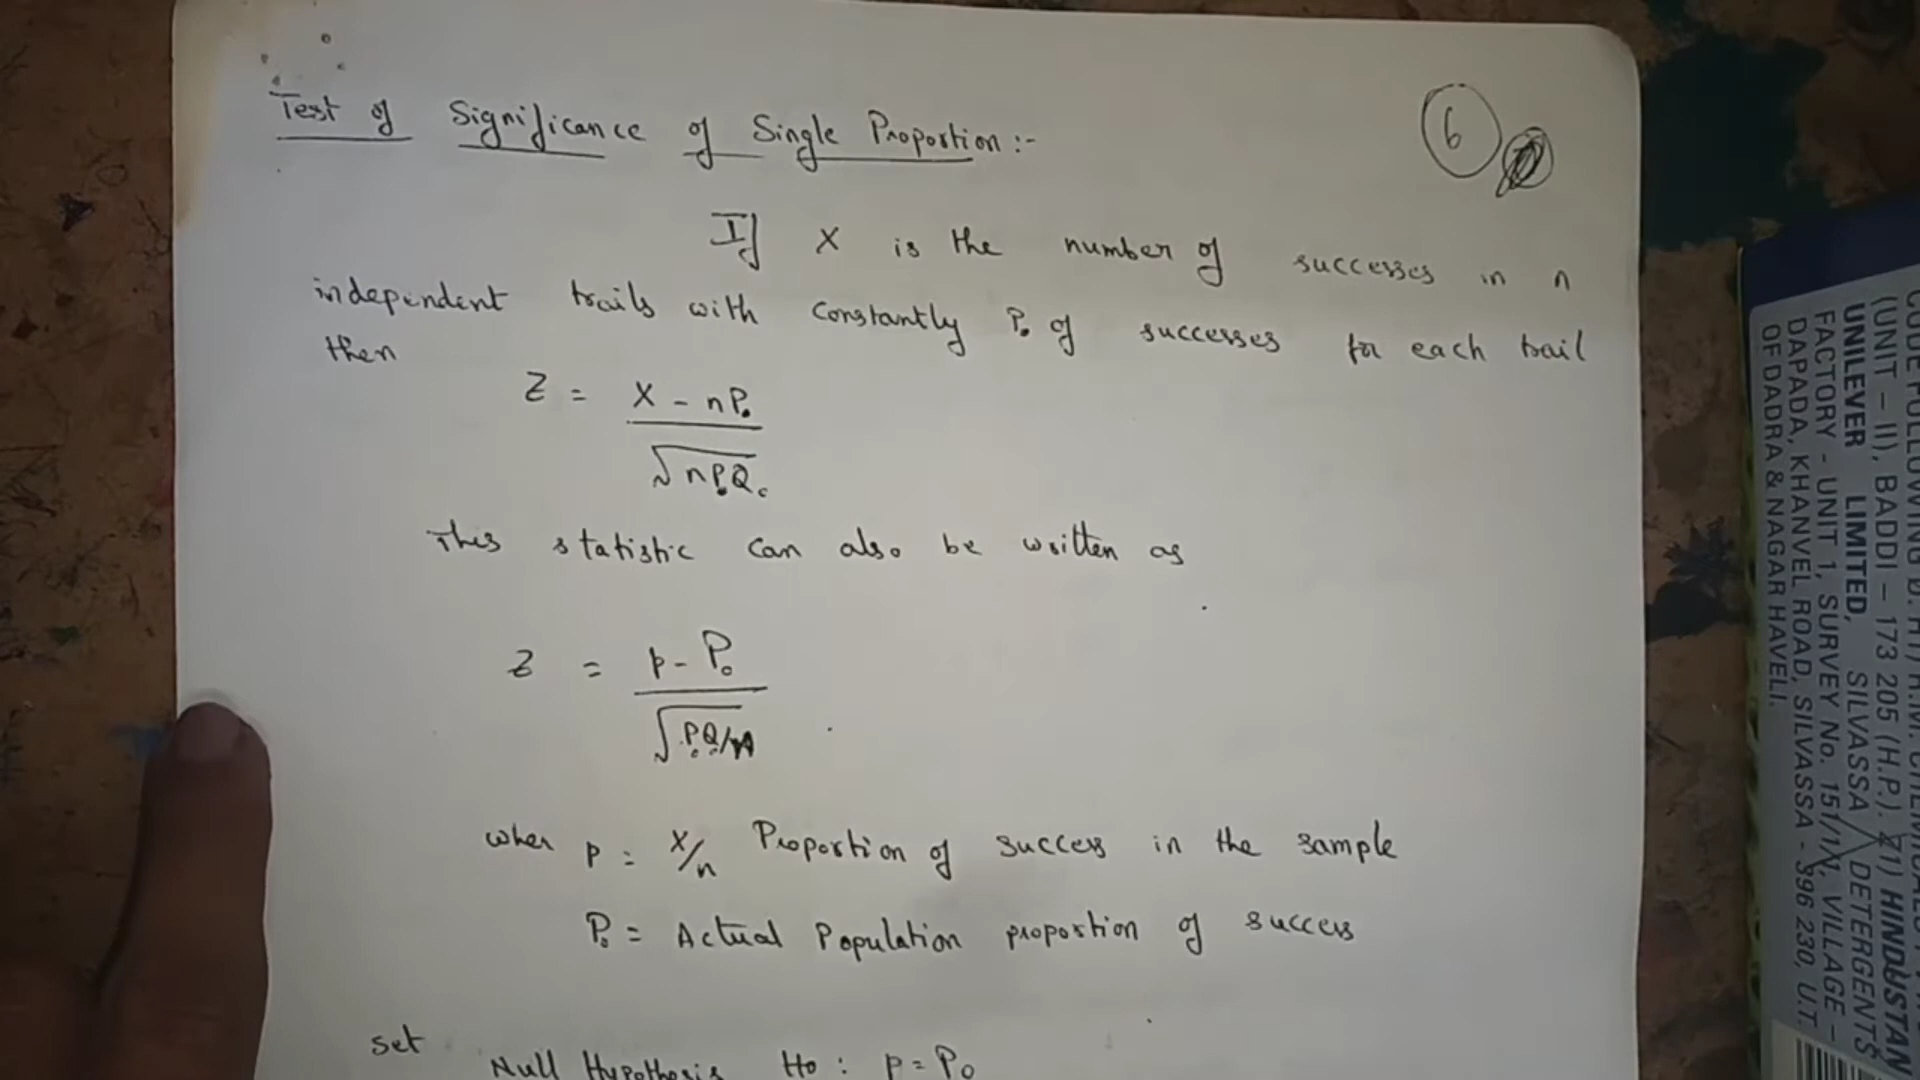 Test of Significance of Single Proportion :-
6
If X is the number of successes in n
independent trails with constantly P₀ of successes for each trail
then
Z = X - nP₀
√nP₀Q₀
This statistic can also be written as
Z = p - P₀
√P₀Q₀/n
when p = X/n Proportion of success in the sample
P₀ = Actual Population proportion of success
set
Null Hypothesis H₀ : p = P₀
(UNIT – II), BADDI – 173 205 (H.P.). Z1) HINDUSTAN
UNILEVER LIMITED, SILVASSA DETERGENTS
FACTORY - UNIT 1, SURVEY No. 151/1/1, VILLAGE –
DAPADA, KHANVEL ROAD, SILVASSA - 396 230, U.T.
OF DADRA & NAGAR HAVELI.